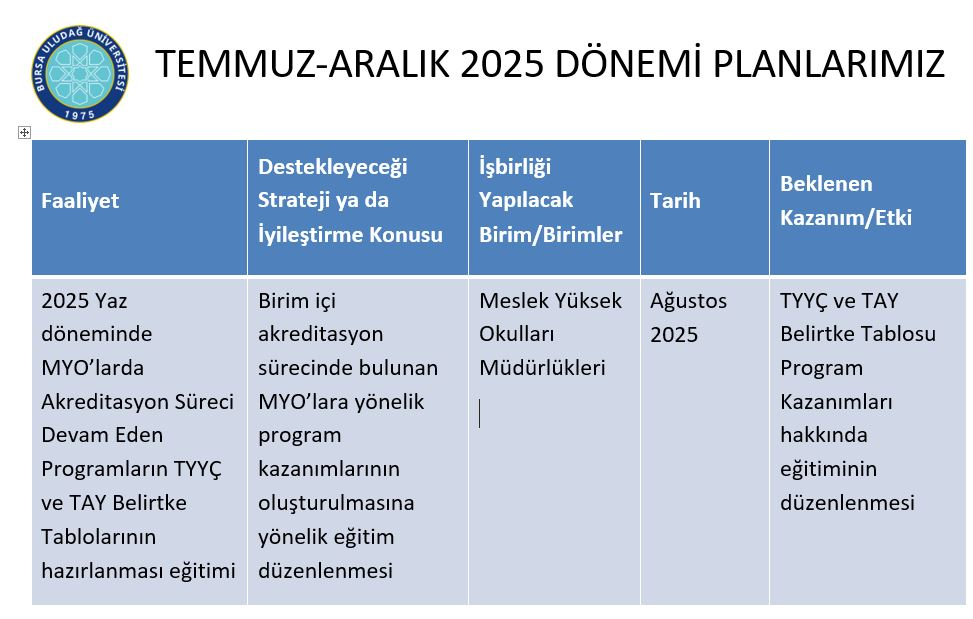 BURSA ULUDAĞ ÜNİVERSİTESİ
1975
TEMMUZ-ARALIK 2025 DÖNEMİ PLANLARIMIZ
Faaliyet
Destekleyeceği
Strateji ya da
İyileştirme Konusu
İşbirliği
Yapılacak
Birim/Birimler
Tarih
Beklenen
Kazanım/Etki
2025 Yaz
döneminde
MYO’larda
Akreditasyon Süreci
Devam Eden
Programların TYYÇ
ve TAY Belirtke
Tablolarının
hazırlanması eğitimi
Birim içi
akreditasyon
sürecinde bulunan
MYO’lara yönelik
program
kazanımlarının
oluşturulmasına
yönelik eğitim
düzenlenmesi
Meslek Yüksek
Okulları
Müdürlükleri
Ağustos
2025
TYYÇ ve TAY
Belirtke Tablosu
Program
Kazanımları
hakkında
eğitiminin
düzenlenmesi